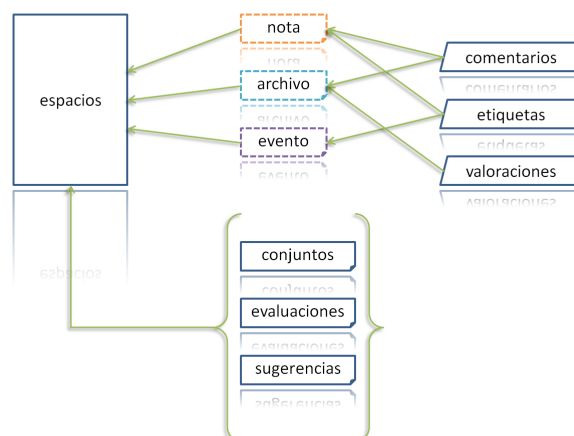 espacios
nota
archivo
evento
comentarios
etiquetas
valoraciones
conjuntos
evaluaciones
sugerencias